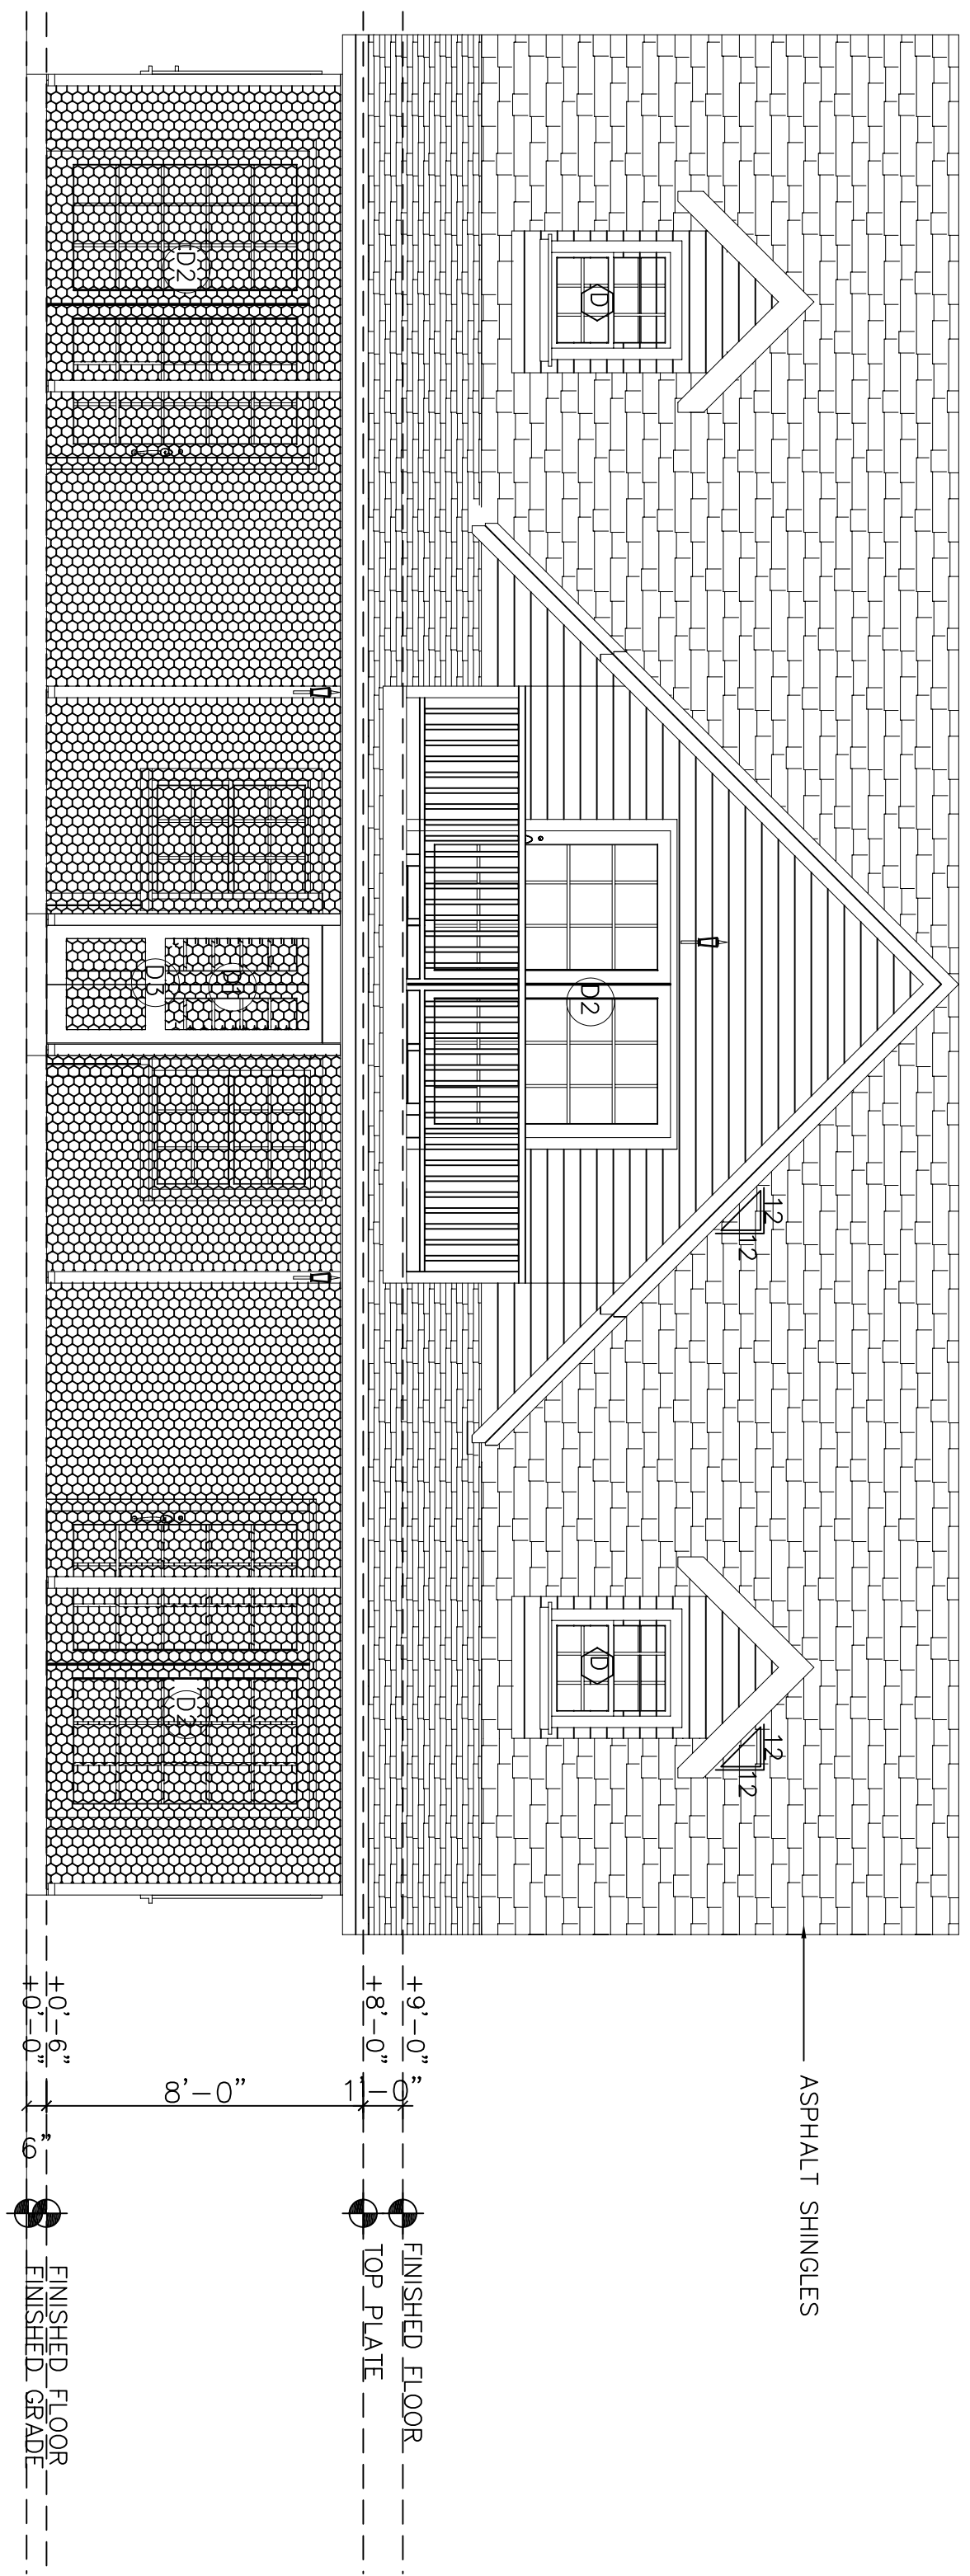 ASPHALT SHINGLES
12
12
12
12
D
D
D2
+9'-0"
FINISHED FLOOR
1'-0"
+8'-0"
TOP PLATE
D2
D1
D3
D2
8'-0"
+0'-6"
FINISHED FLOOR
+0'-0"
6"
FINISHED GRADE